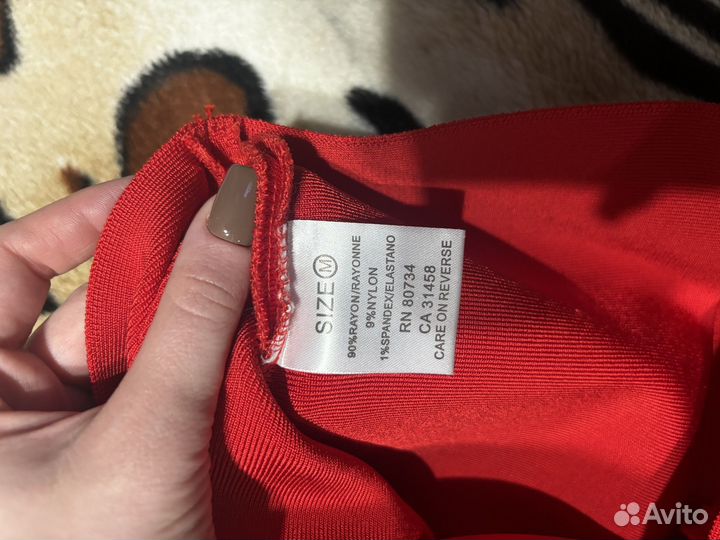 SIZE M
90%RAYON/RAYONNE
9%NYLON
1%SPANDEX/ELASTANO
RN 80734
CA 31458
CARE ON REVERSE
Avito